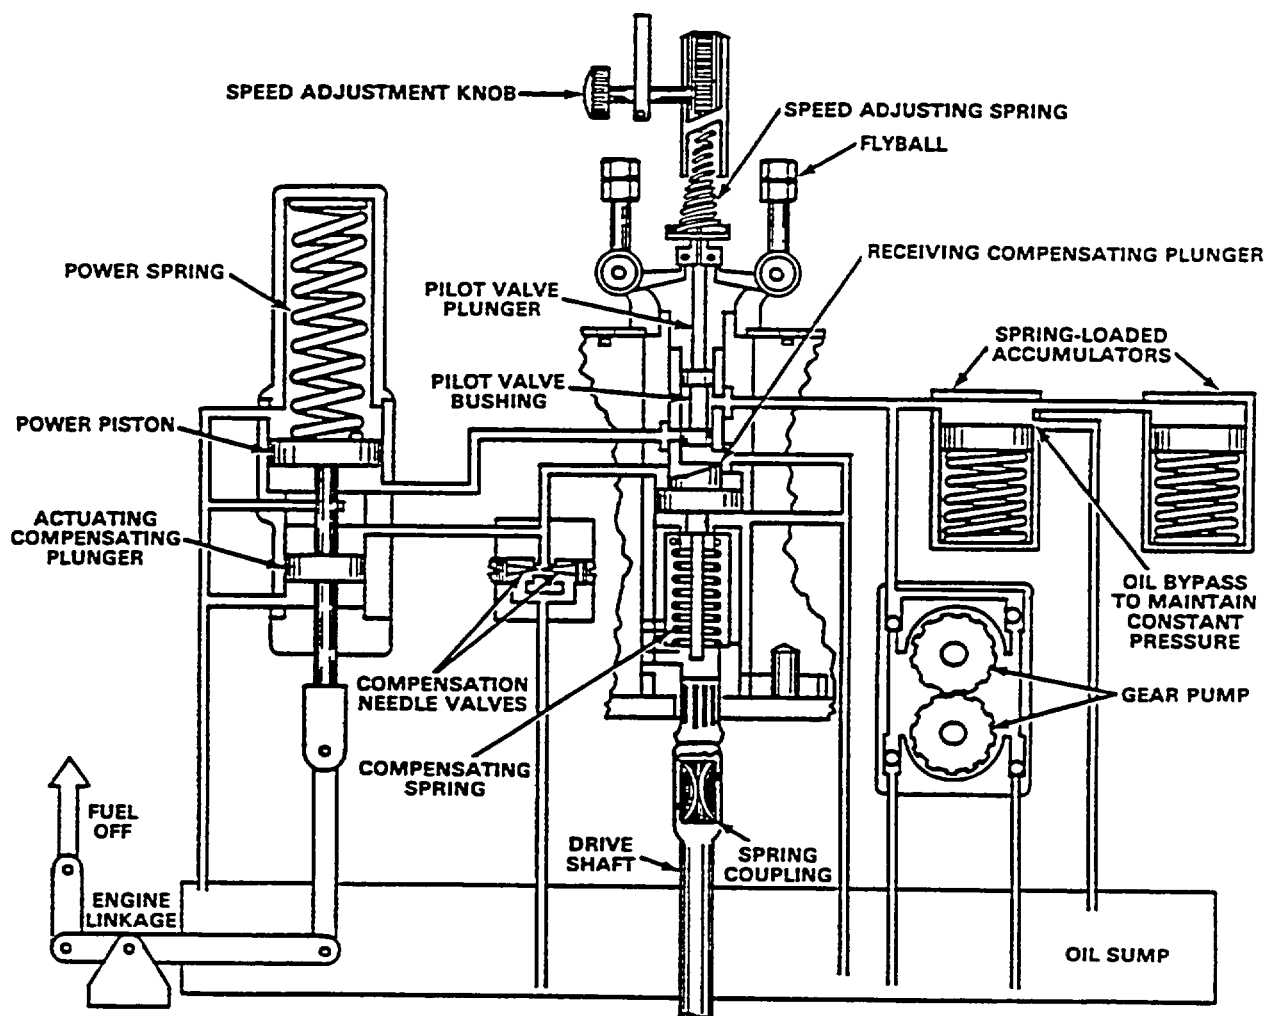 SPEED ADJUSTMENT KNOB
SPEED ADJUSTING SPRING
FLYBALL
RECEIVING COMPENSATING PLUNGER
POWER SPRING
PILOT VALVE
PLUNGER
SPRING-LOADED
ACCUMULATORS
PILOT VALVE
BUSHING
POWER PISTON
ACTUATING
COMPENSATING
PLUNGER
OIL BYPASS
TO MAINTAIN
CONSTANT
PRESSURE
COMPENSATION
NEEDLE VALVES
GEAR PUMP
COMPENSATING
SPRING
FUEL
OFF
DRIVE
SHAFT
SPRING
COUPLING
ENGINE
LINKAGE
OIL SUMP